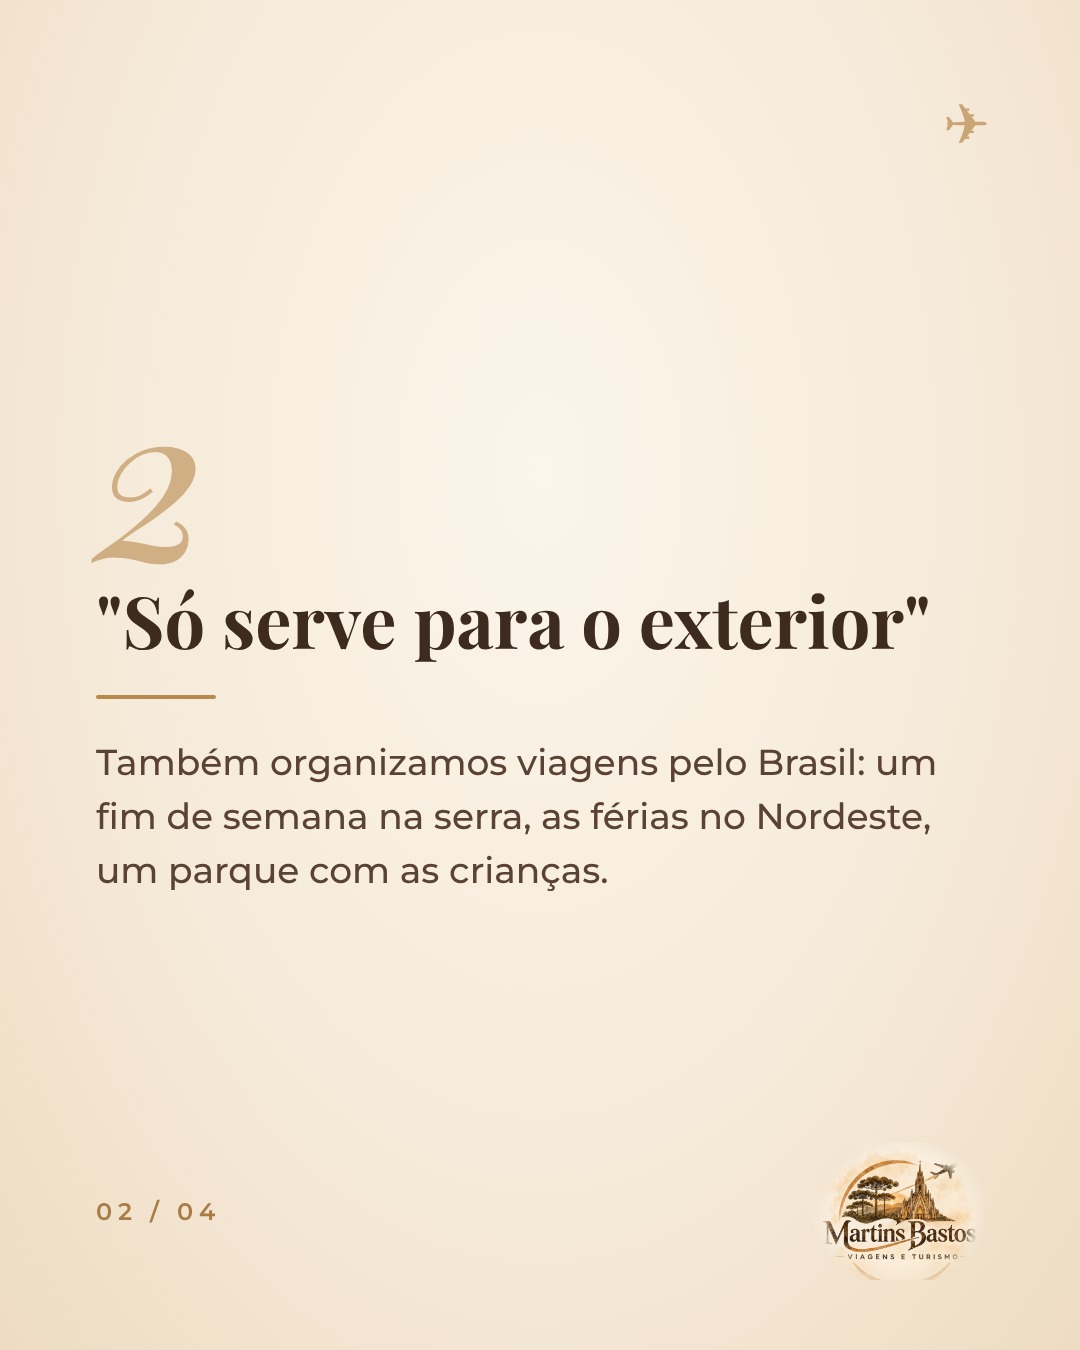 2
"Só serve para o exterior"
Também organizamos viagens pelo Brasil: um
fim de semana na serra, as férias no Nordeste,
um parque com as crianças.
02 / 04
Martins Bastos
VIAGENS E TURISMO